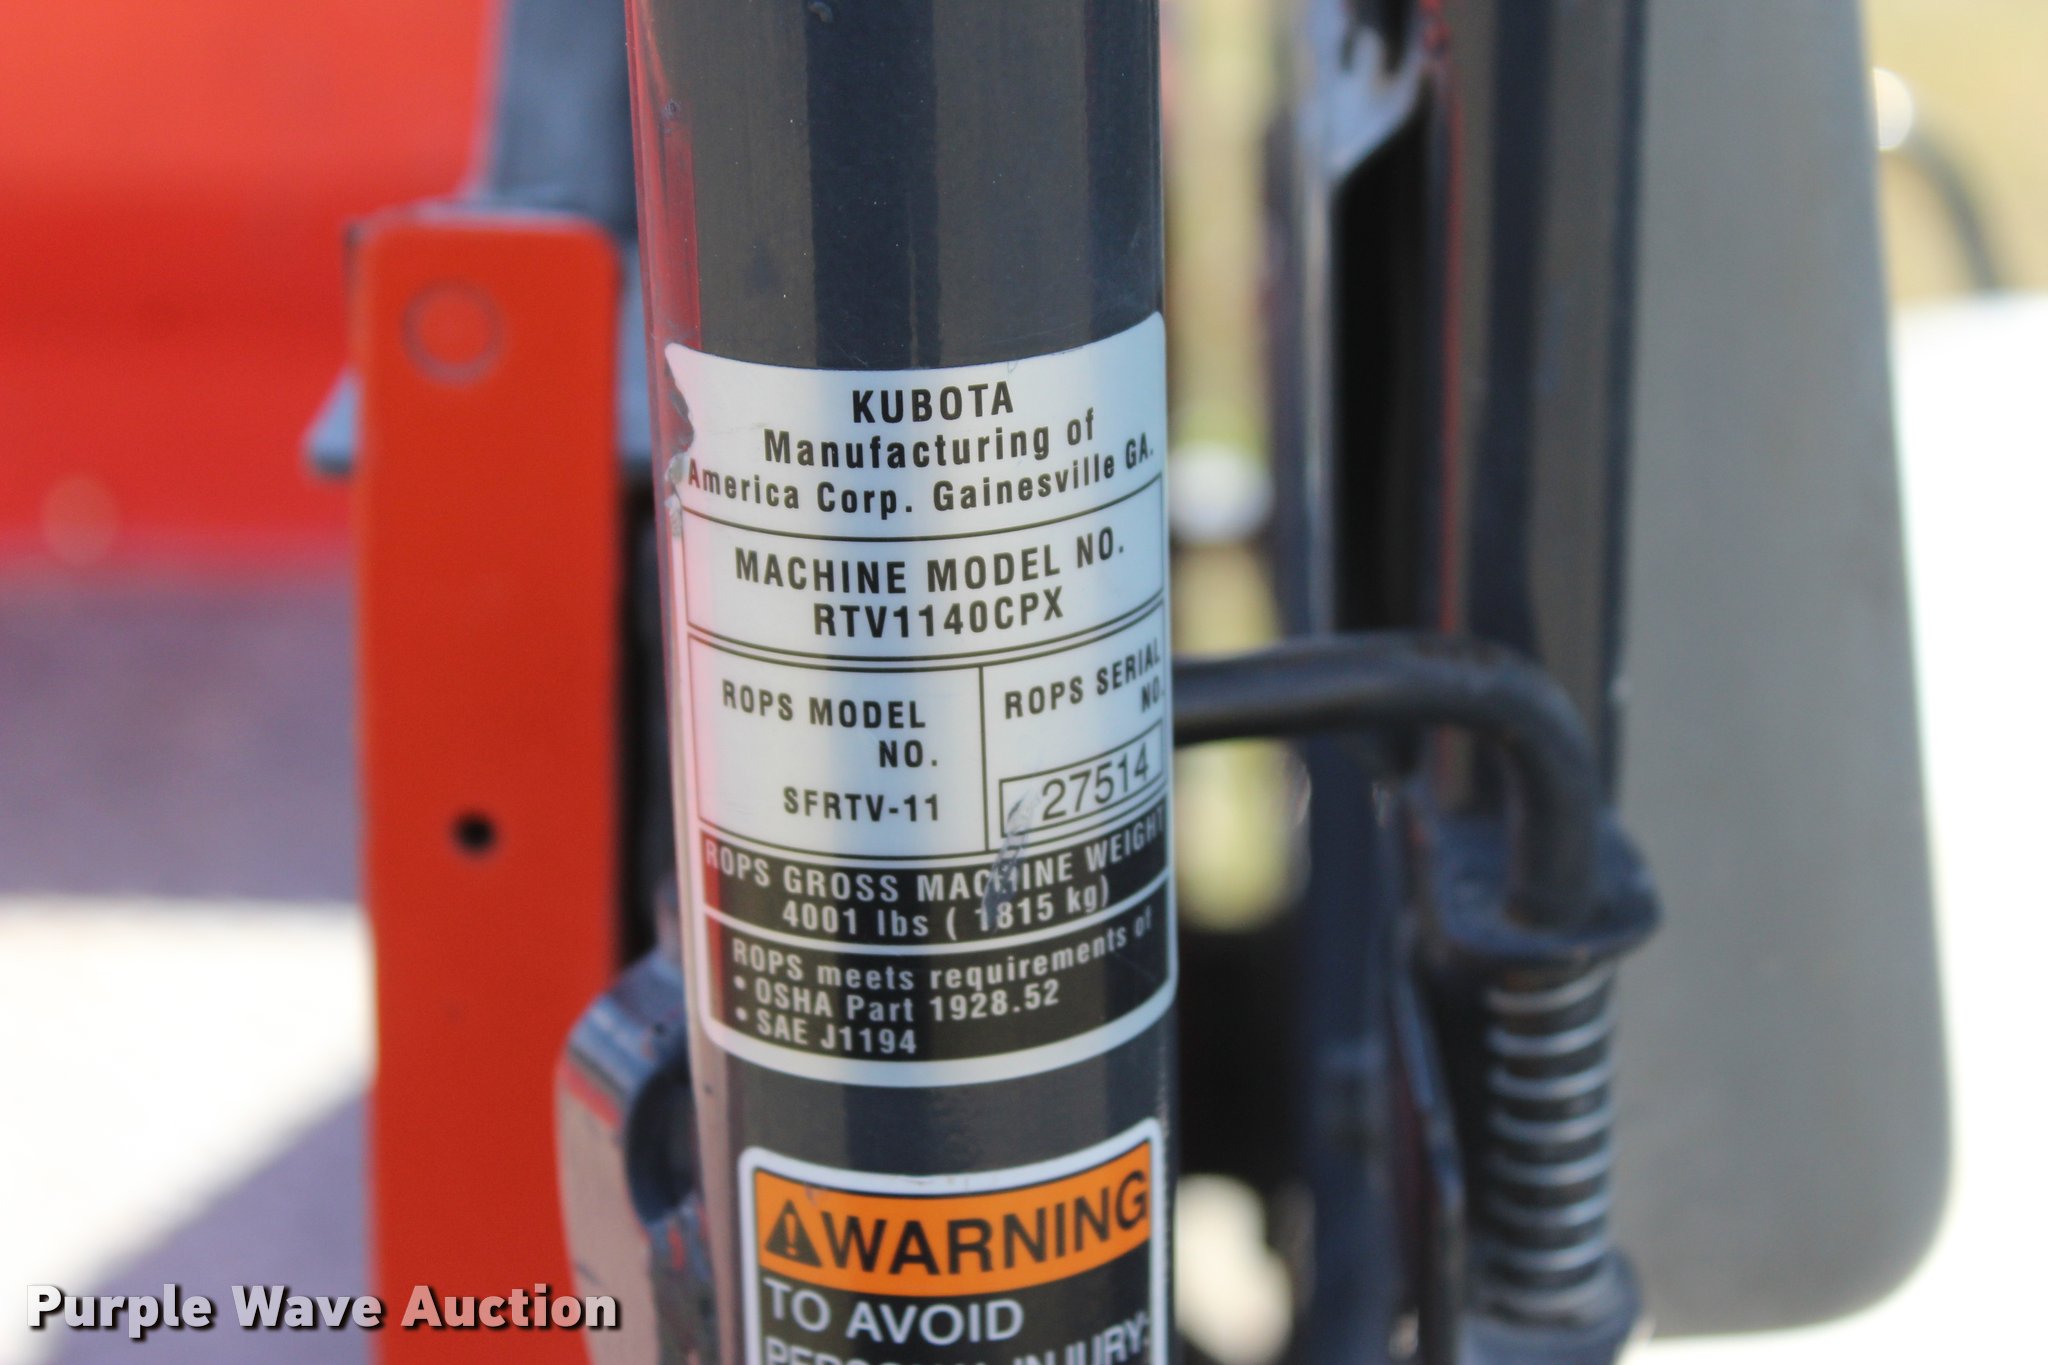 KUBOTA
Manufacturing of
America Corp. Gainesville GA.
MACHINE MODEL NO.
RTV1140CPX
ROPS MODEL
NO.
SFRTV-11
ROPS SERIAL
NO.
27514
ROPS GROSS MACHINE WEIGHT
4001 lbs ( 1815 kg)
ROPS meets requirements of
• OSHA Part 1928.52
• SAE J1194
WARNING
TO AVOID
PERSONAL INJURY:
Purple Wave Auction